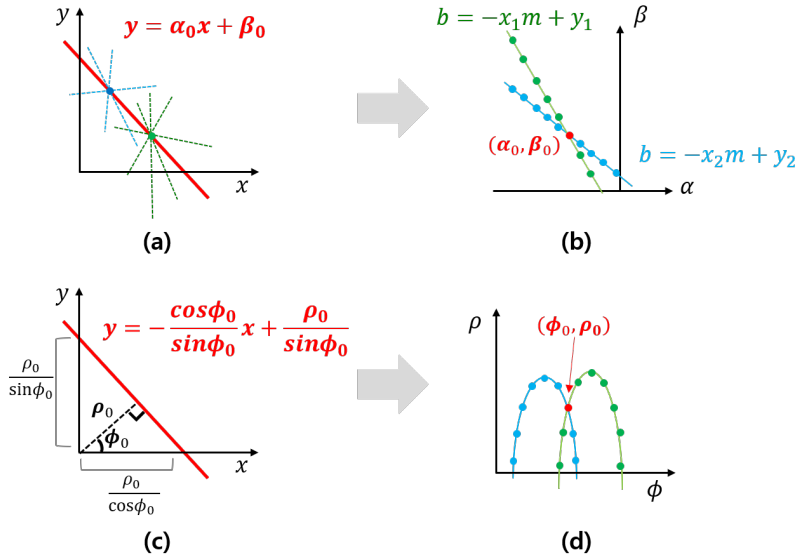 y
y = α₀x + β₀
x
(a)
β
b = −x₁m + y₁
(α₀, β₀)
b = −x₂m + y₂
α
(b)
y
y = − cosϕ₀/sinϕ₀ x + ρ₀/sinϕ₀
ρ₀/sinϕ₀
ρ₀
ϕ₀
x
ρ₀/cosϕ₀
(c)
ρ
(ϕ₀, ρ₀)
ϕ
(d)